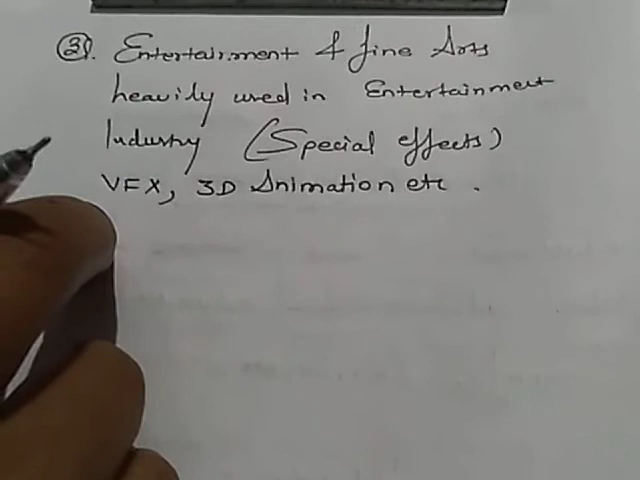 3). Entertainment & fine Arts
heavily used in Entertainment
Industry (Special effects)
VFX, 3D Animation etc .